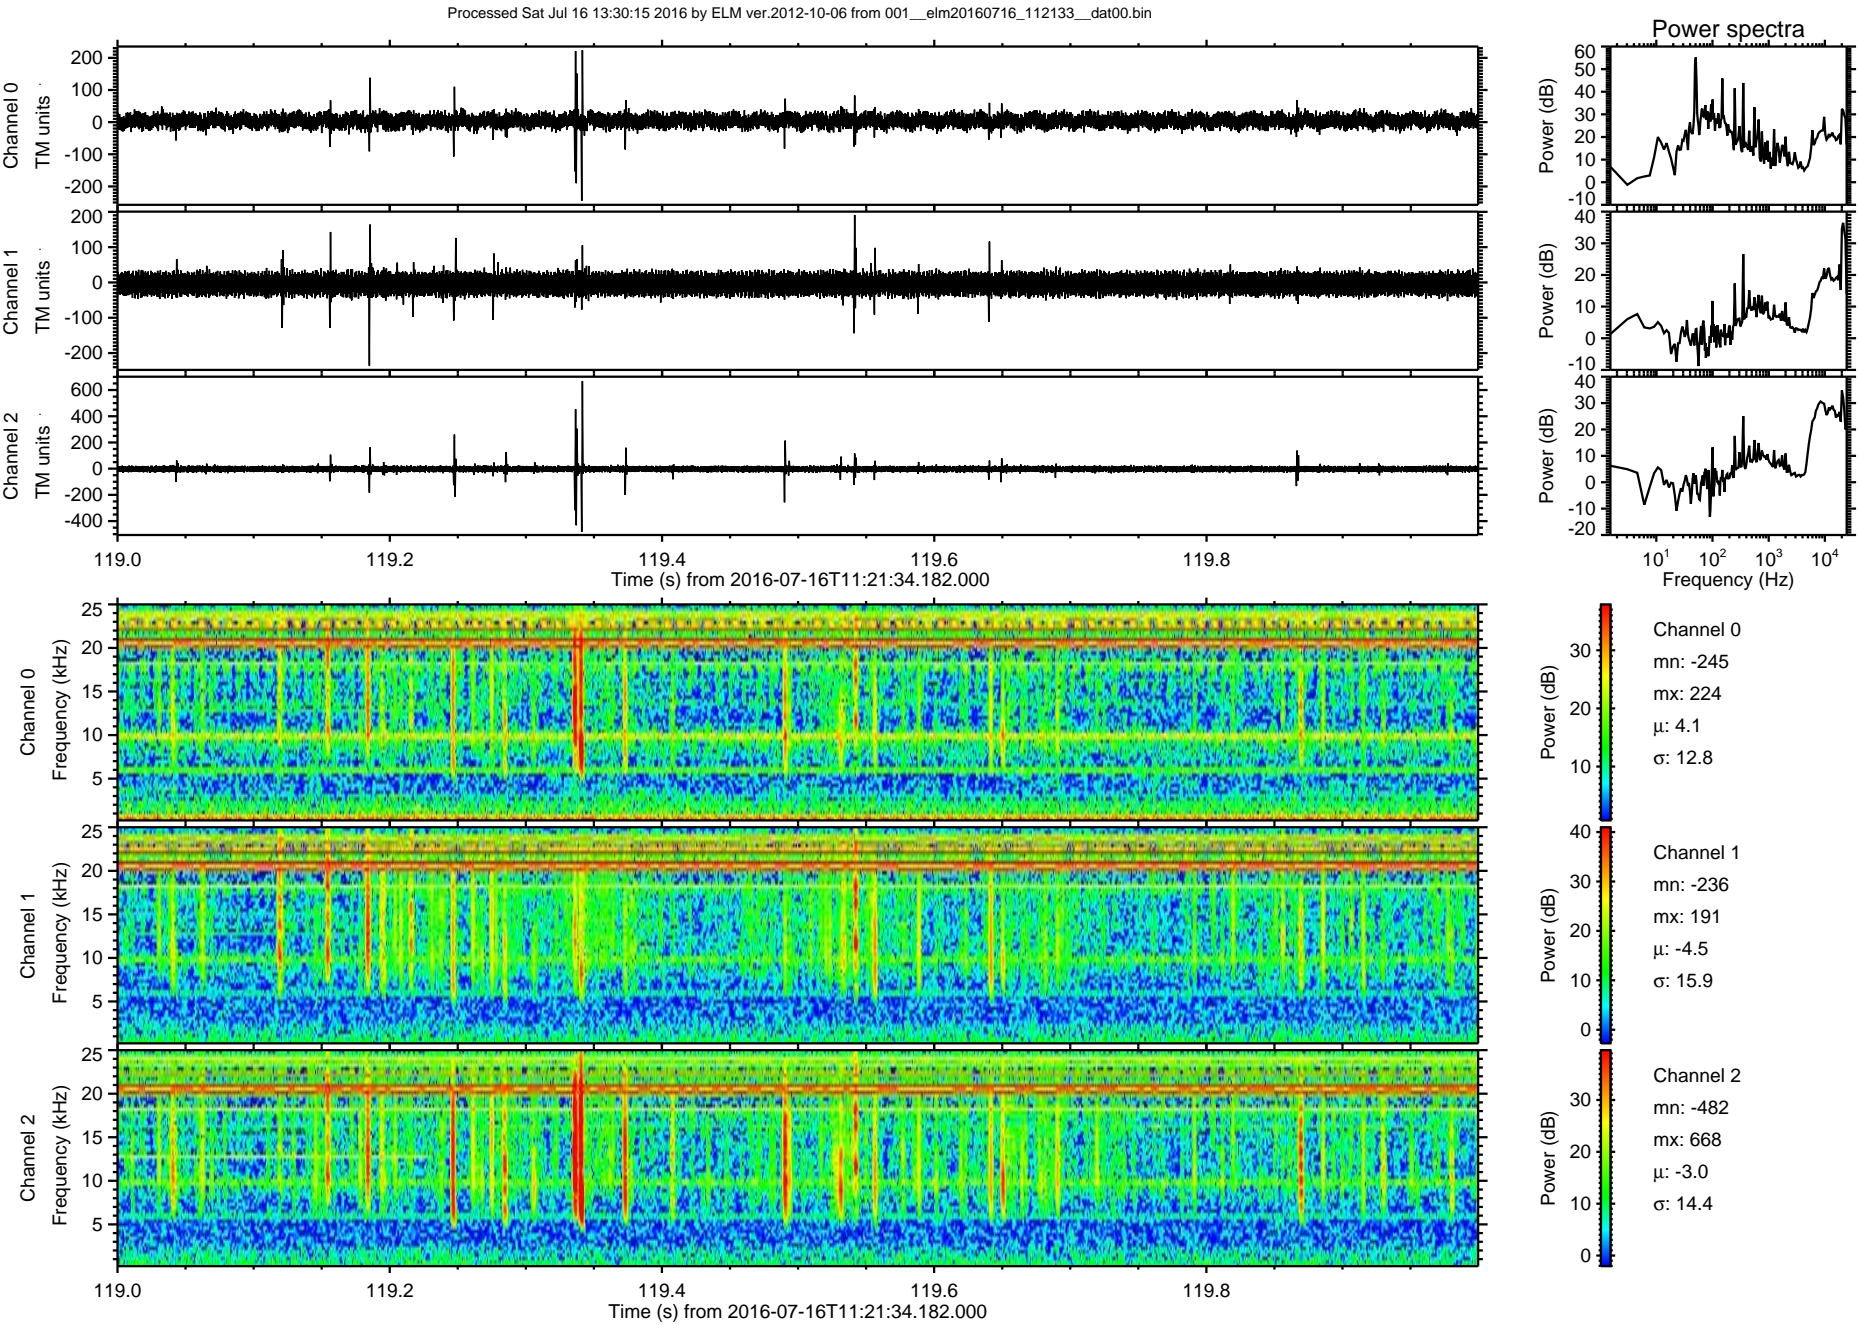 Processed Sat Jul 16 13:30:15 2016 by ELM ver.2012-10-06 from 001__elm20160716_112133__dat00.bin
Power spectra
Channel 0
TM units
200
100
0
-100
-200
Power (dB)
60
50
40
30
20
10
0
-10
Channel 1
TM units
200
100
0
-100
-200
Power (dB)
40
30
20
10
0
-10
Channel 2
TM units
600
400
200
0
-200
-400
Power (dB)
40
30
20
10
0
-10
-20
119.0 119.2 119.4 119.6 119.8
Time (s) from 2016-07-16T11:21:34.182.000
10¹ 10² 10³ 10⁴
Frequency (Hz)
Channel 0
Frequency (kHz)
25
20
15
10
5
Power (dB)
30
20
10
Channel 0
mn: -245
mx: 224
µ: 4.1
σ: 12.8
Channel 1
Frequency (kHz)
25
20
15
10
5
Power (dB)
40
30
20
10
0
Channel 1
mn: -236
mx: 191
µ: -4.5
σ: 15.9
Channel 2
Frequency (kHz)
25
20
15
10
5
Power (dB)
30
20
10
0
Channel 2
mn: -482
mx: 668
µ: -3.0
σ: 14.4
119.0 119.2 119.4 119.6 119.8
Time (s) from 2016-07-16T11:21:34.182.000